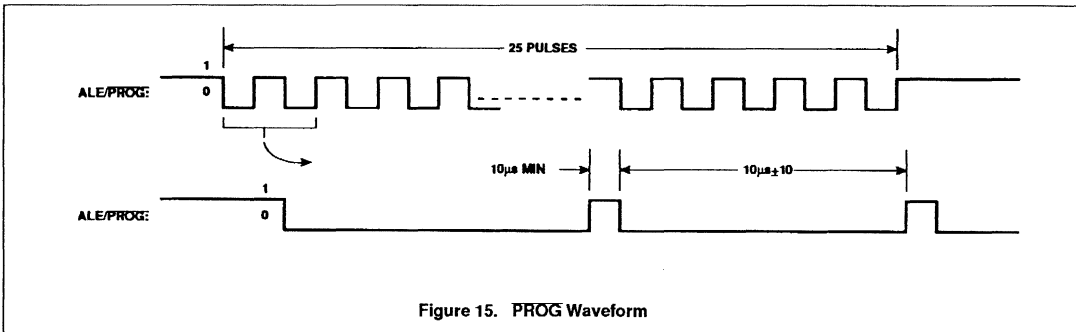 25 PULSES
1
ALE/PROG:
0
10µs MIN
10µs±10
1
ALE/PROG:
0
Figure 15. PROG Waveform